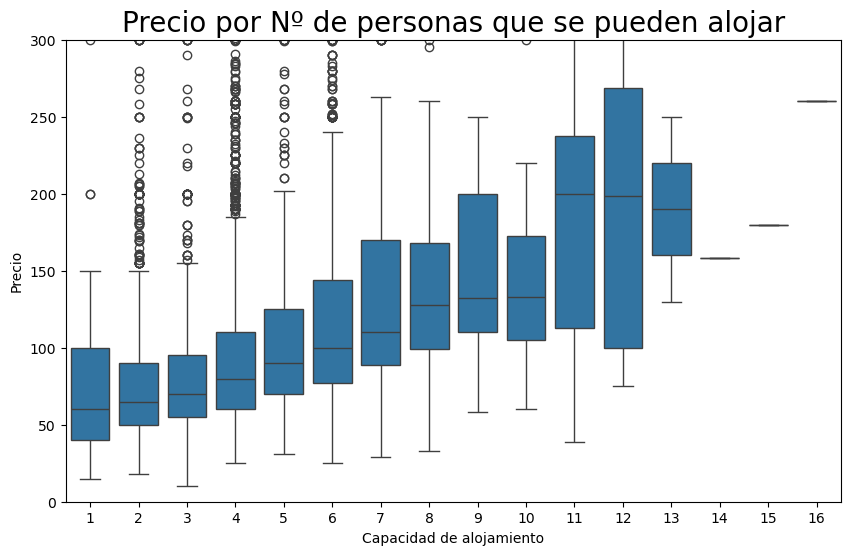 Precio por Nº de personas que se pueden alojar
300
250
200
150
100
50
0
Precio
1 2 3 4 5 6 7 8 9 10 11 12 13 14 15 16
Capacidad de alojamiento